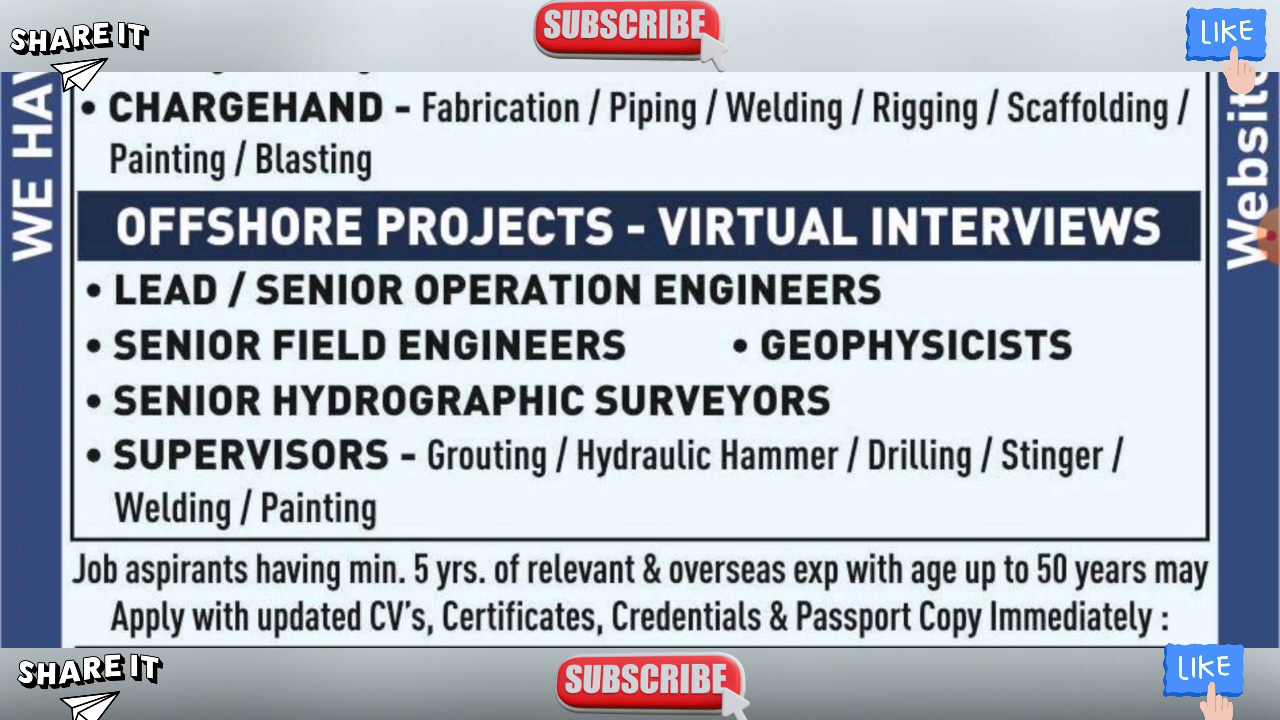 SHARE IT
SUBSCRIBE
LIKE
WE HA
Websit
• CHARGEHAND - Fabrication / Piping / Welding / Rigging / Scaffolding /
Painting / Blasting
OFFSHORE PROJECTS - VIRTUAL INTERVIEWS
• LEAD / SENIOR OPERATION ENGINEERS
• SENIOR FIELD ENGINEERS • GEOPHYSICISTS
• SENIOR HYDROGRAPHIC SURVEYORS
• SUPERVISORS - Grouting / Hydraulic Hammer / Drilling / Stinger /
Welding / Painting
Job aspirants having min. 5 yrs. of relevant & overseas exp with age up to 50 years may
Apply with updated CV's, Certificates, Credentials & Passport Copy Immediately :
SHARE IT
SUBSCRIBE
LIKE